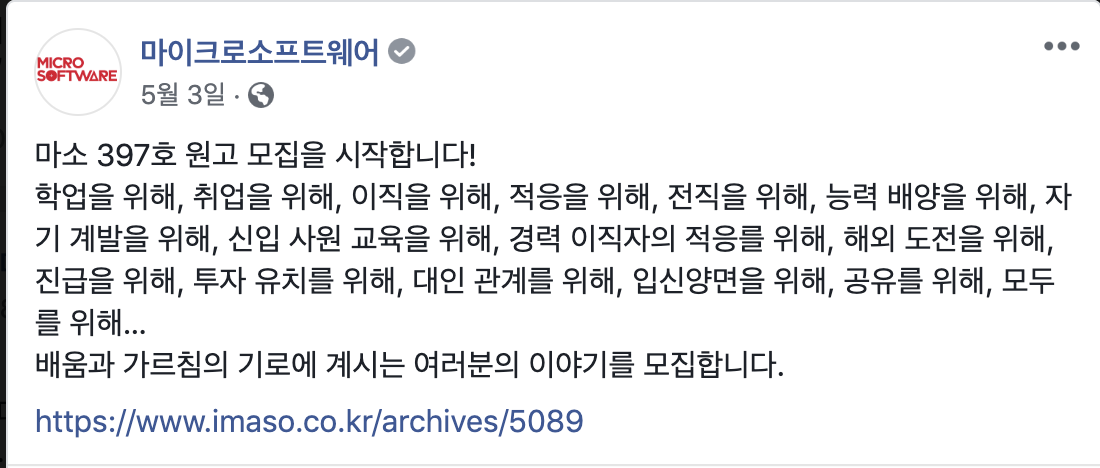 MICRO
SOFTWARE
마이크로소프트웨어
5월 3일 ·
마소 397호 원고 모집을 시작합니다!
학업을 위해, 취업을 위해, 이직을 위해, 적응을 위해, 전직을 위해, 능력 배양을 위해, 자
기 계발을 위해, 신입 사원 교육을 위해, 경력 이직자의 적응를 위해, 해외 도전을 위해,
진급을 위해, 투자 유치를 위해, 대인 관계를 위해, 입신양면을 위해, 공유를 위해, 모두
를 위해...
배움과 가르침의 기로에 계시는 여러분의 이야기를 모집합니다.
https://www.imaso.co.kr/archives/5089